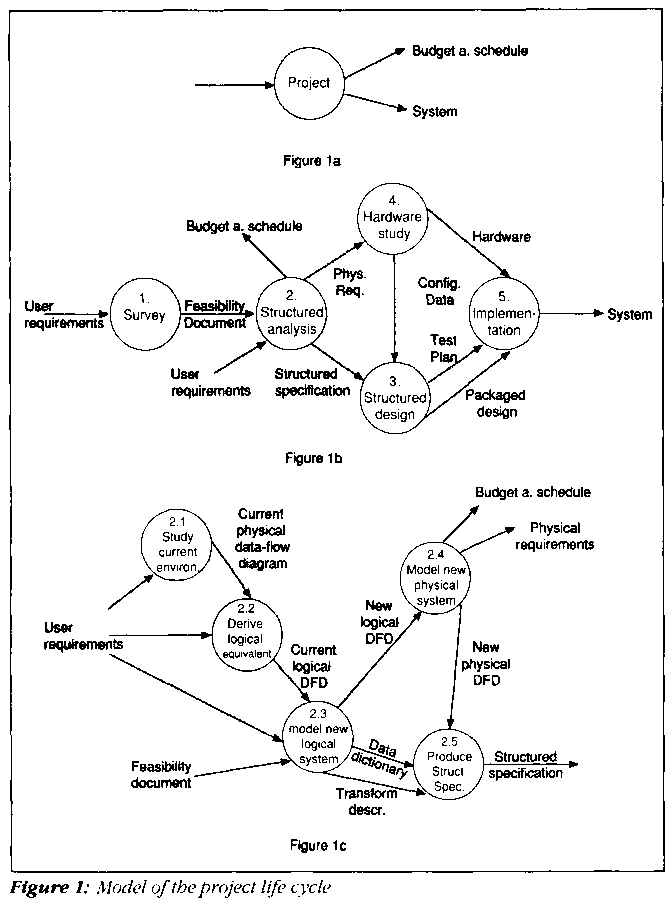 Budget a. schedule
Project
System
Figure 1a
4.
Hardware
study
Budget a. schedule
Hardware
Phys.
Req.
Config.
Data
User
requirements
1.
Survey
Feasibility
Document
2.
Structured
analysis
5.
Implemen-
tation
System
Test
Plan
User
requirements
Structured
specification
3.
Structured
design
Packaged
design
Figure 1b
Budget a. schedule
Current
physical
data-flow
diagram
2.1
Study
current
environ.
Physical
requirements
2.4
Model new
physical
system
2.2
Derive
logical
equivalent
New
logical
DFD
User
requirements
Current
logical
DFD
New
physical
DFD
2.3
model new
logical
system
Data
dictionary
2.5
Produce
Struct
Spec.
Structured
specification
Feasibility
document
Transform
descr.
Figure 1c
Figure 1: Model of the project life cycle